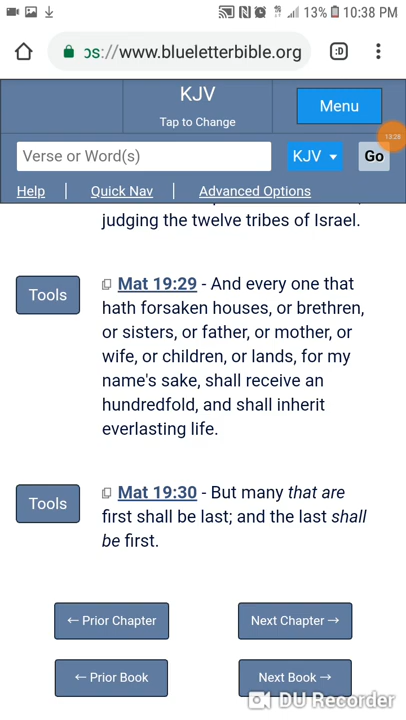 13% 10:38 PM
ps://www.blueletterbible.org
:D
KJV
Tap to Change
Menu
13:28
Verse or Word(s)
KJV
Go
Help | Quick Nav | Advanced Options
judging the twelve tribes of Israel.
Tools
Mat 19:29 - And every one that
hath forsaken houses, or brethren,
or sisters, or father, or mother, or
wife, or children, or lands, for my
name's sake, shall receive an
hundredfold, and shall inherit
everlasting life.
Tools
Mat 19:30 - But many that are
first shall be last; and the last shall
be first.
← Prior Chapter
Next Chapter →
← Prior Book
Next Book →
DU Recorder